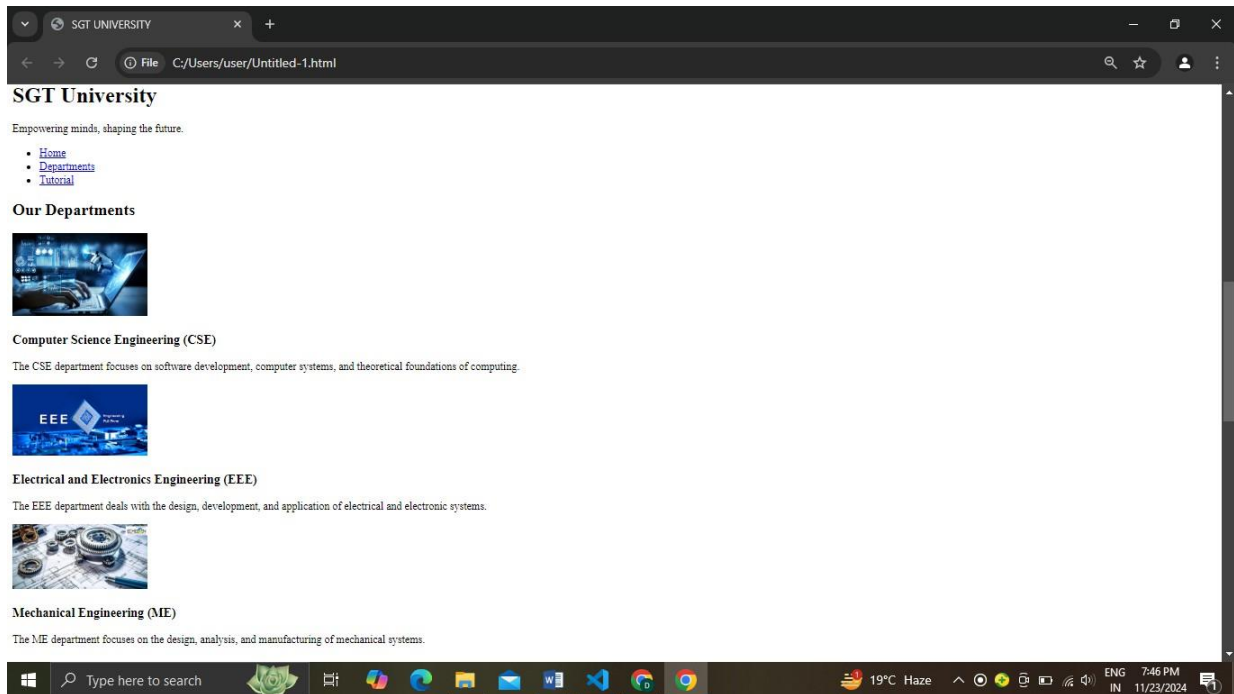 SGT UNIVERSITY
File C:/Users/user/Untitled-1.html
SGT University
Empowering minds, shaping the future.
Home
Departments
Tutorial
Our Departments
Computer Science Engineering (CSE)
The CSE department focuses on software development, computer systems, and theoretical foundations of computing.
EEE
Electrical and Electronics Engineering (EEE)
The EEE department deals with the design, development, and application of electrical and electronic systems.
Mechanical Engineering (ME)
The ME department focuses on the design, analysis, and manufacturing of mechanical systems.
Type here to search
19°C Haze
ENG 7:46 PM
IN 11/23/2024